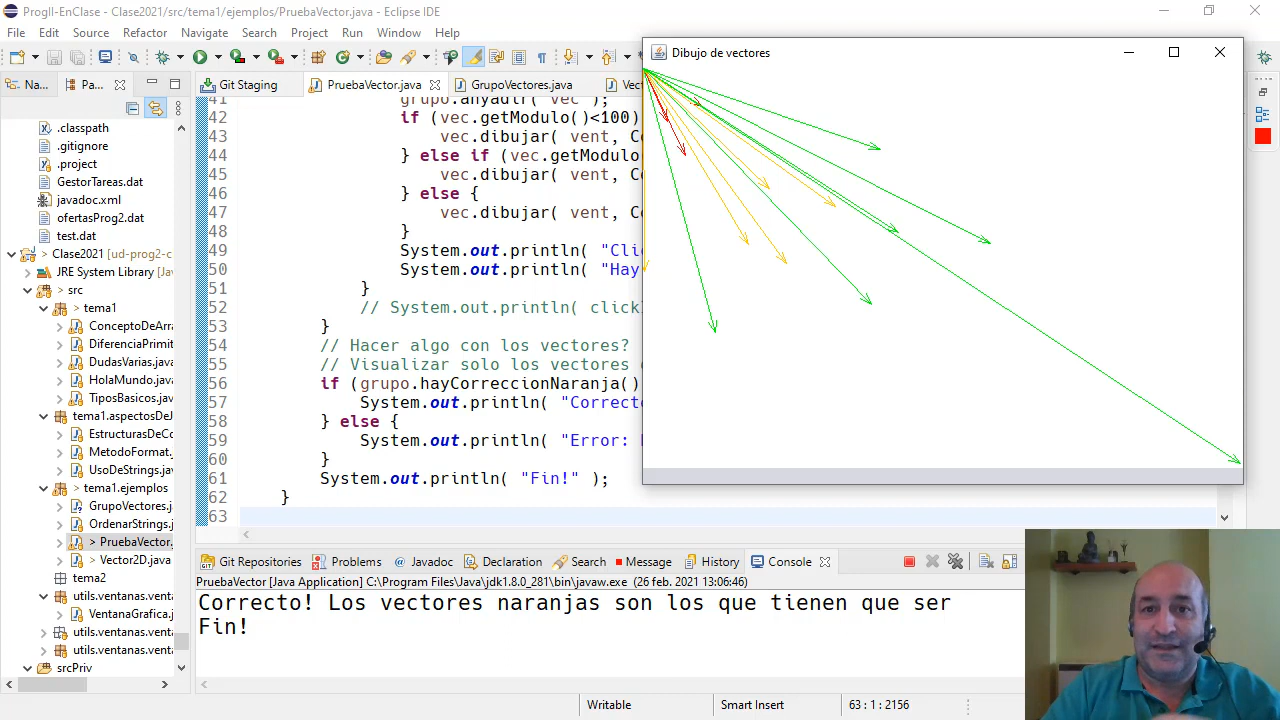 ProgII-EnClase - Clase2021/src/tema1/ejemplos/PruebaVector.java - Eclipse IDE
File Edit Source Refactor Navigate Search Project Run Window Help
Na... Pa...
Git Staging PruebaVector.java GrupoVectores.java Vect
.classpath
.gitignore
.project
GestorTareas.dat
javadoc.xml
ofertasProg2.dat
test.dat
> Clase2021 [ud-prog2-c
JRE System Library [Jav
> src
> tema1
ConceptoDeArra
DiferenciaPrimit
DudasVarias.java
HolaMundo.java
TiposBasicos.java
tema1.aspectosDeJ
EstructurasDeCo
MetodoFormat.j
UsoDeStrings.jav
> tema1.ejemplos
GrupoVectores.j
OrdenarStrings.j
> PruebaVector.
> Vector2D.java
tema2
utils.ventanas.vent
VentanaGrafica.j
utils.ventanas.vent
utils.ventanas.vent
srcPriv
41 grupo.anyadir( vec );
42 if (vec.getModulo()<100)
43 vec.dibujar( vent, Co
44 } else if (vec.getModulo
45 vec.dibujar( vent, Co
46 } else {
47 vec.dibujar( vent, Co
48 }
49 System.out.println( "Clic
50 System.out.println( "Hay
51 }
52 // System.out.println( click
53 }
54 // Hacer algo con los vectores?
55 // Visualizar solo los vectores
56 if (grupo.hayCorreccionNaranja()
57 System.out.println( "Correcto
58 } else {
59 System.out.println( "Error:
60 }
61 System.out.println( "Fin!" );
62 }
63
Dibujo de vectores
Git Repositories Problems Javadoc Declaration Search Message History Console
PruebaVector [Java Application] C:\Program Files\Java\jdk1.8.0_281\bin\javaw.exe (26 feb. 2021 13:06:46)
Correcto! Los vectores naranjas son los que tienen que ser
Fin!
Writable Smart Insert 63 : 1 : 2156